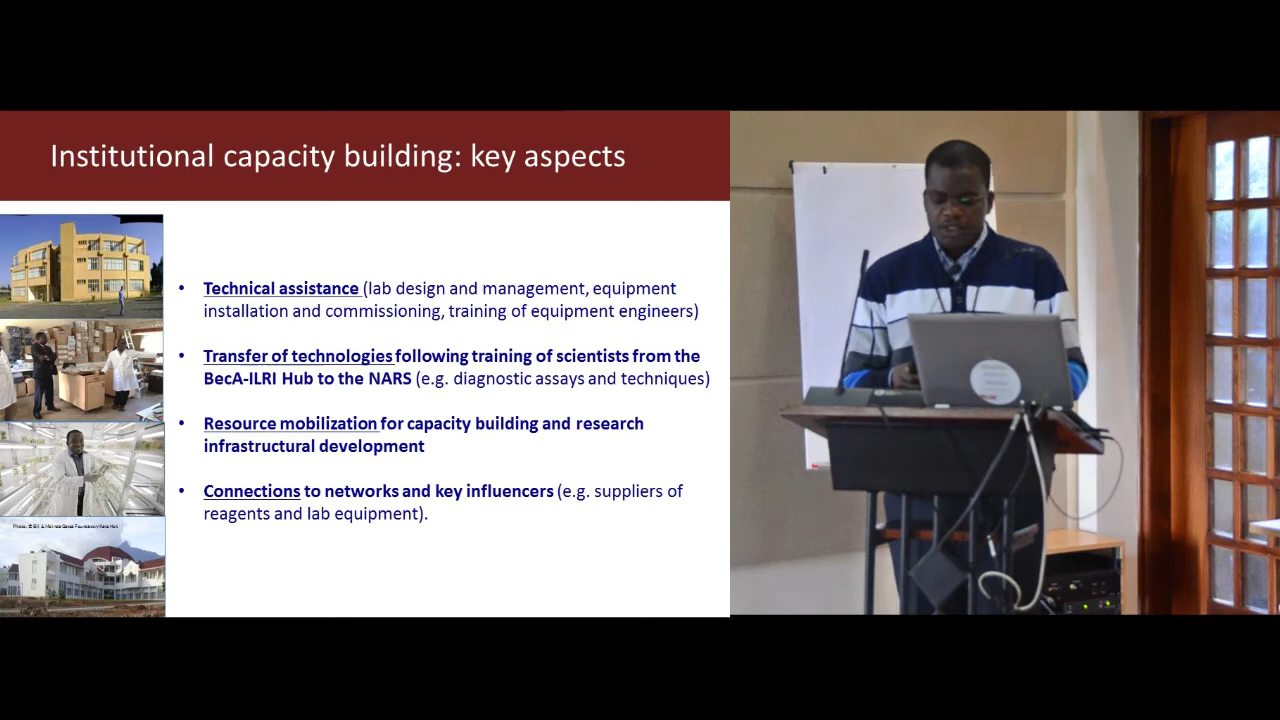 Institutional capacity building: key aspects
• Technical assistance (lab design and management, equipment
installation and commissioning, training of equipment engineers)
• Transfer of technologies following training of scientists from the
BecA-ILRI Hub to the NARS (e.g. diagnostic assays and techniques)
• Resource mobilization for capacity building and research
infrastructural development
• Connections to networks and key influencers (e.g. suppliers of
reagents and lab equipment).